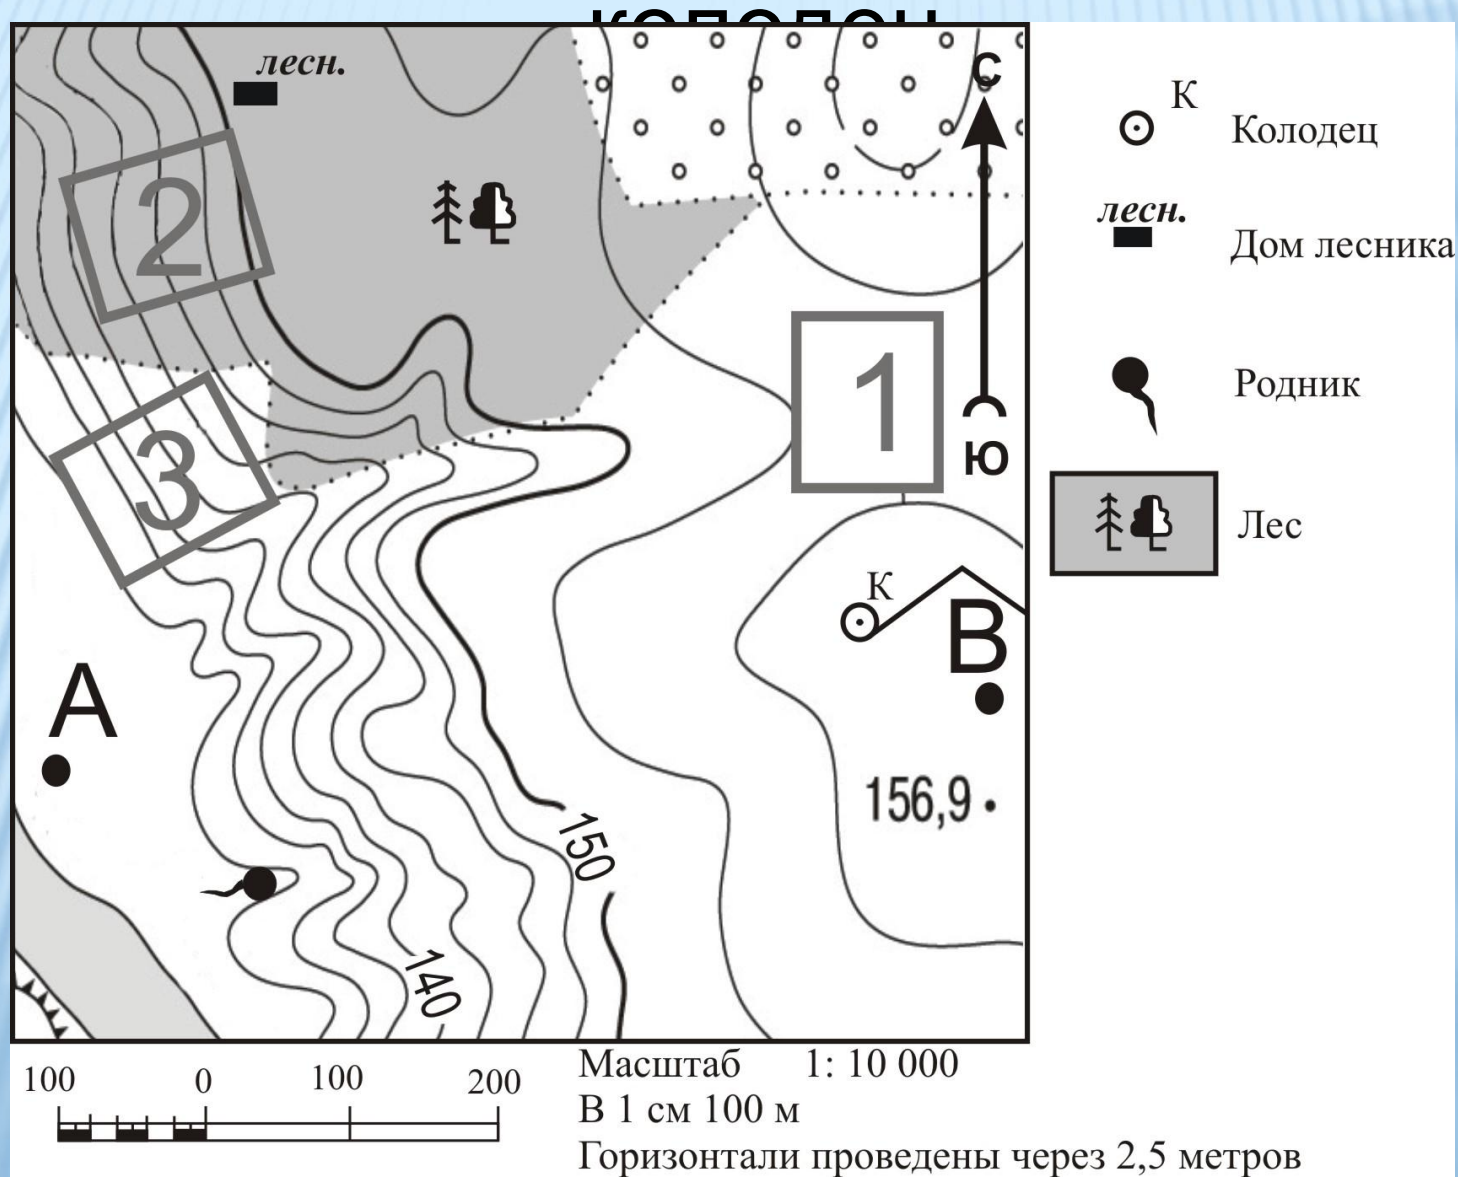 лесн.
С
2
1
Ю
3
К
В
А
156,9
150
140
К
Колодец
лесн.
Дом лесника
Родник
Лес
100 0 100 200
Масштаб 1: 10 000
В 1 см 100 м
Горизонтали проведены через 2,5 метров